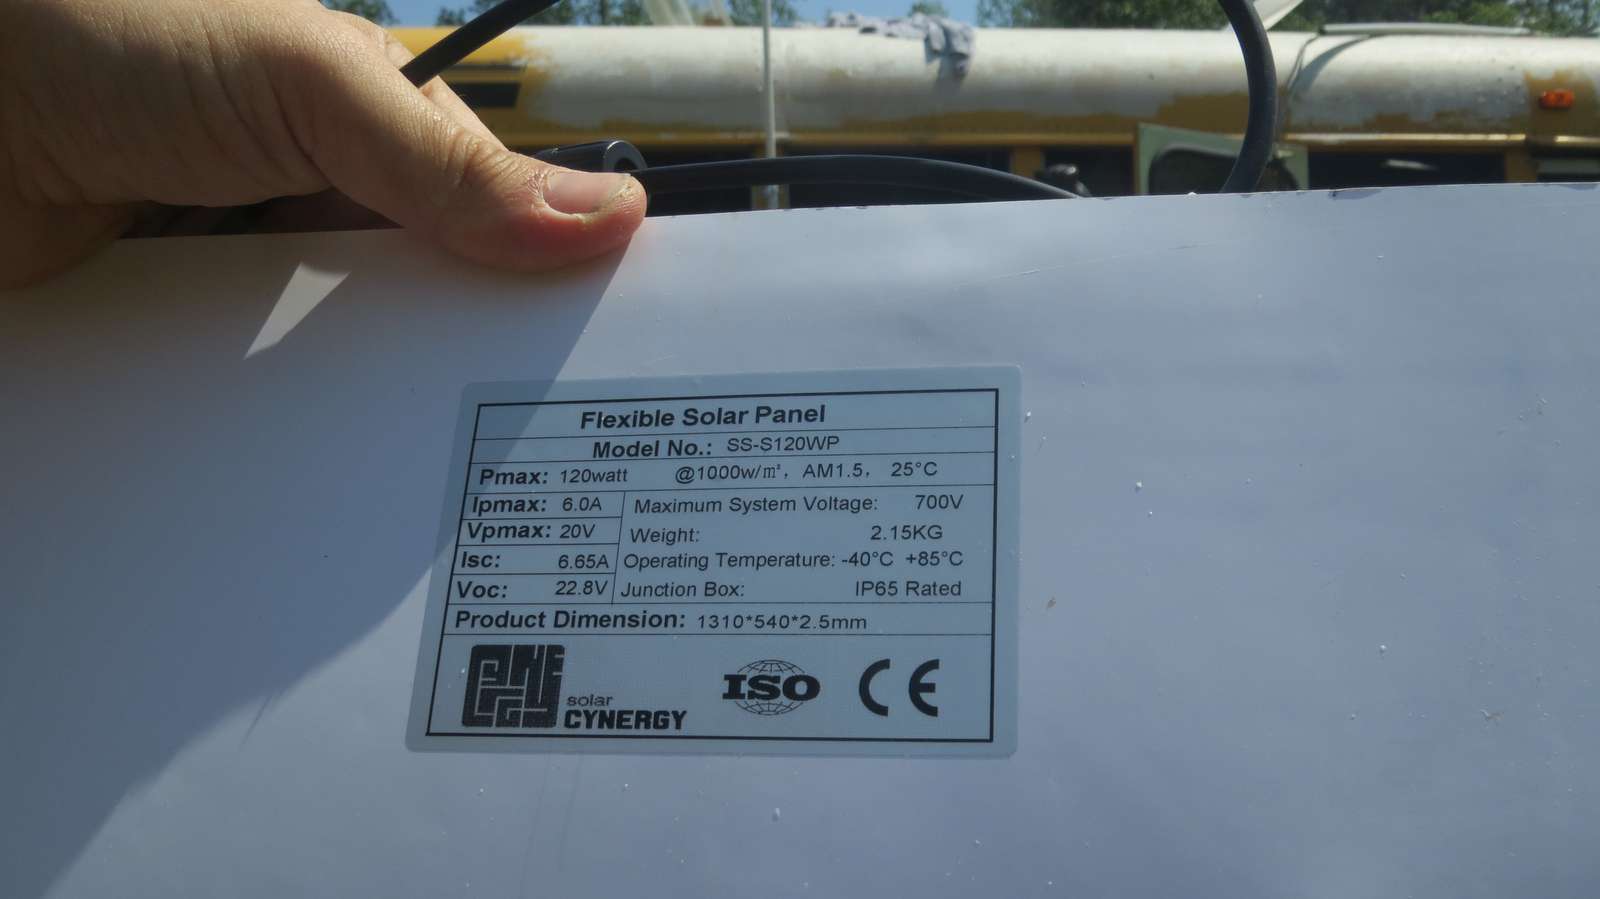 Flexible Solar Panel
Model No.: SS-S120WP
Pmax: 120watt @1000w/㎡, AM1.5, 25°C
Ipmax: 6.0A Maximum System Voltage: 700V
Vpmax: 20V Weight: 2.15KG
Isc: 6.65A Operating Temperature: -40°C +85°C
Voc: 22.8V Junction Box: IP65 Rated
Product Dimension: 1310*540*2.5mm
solar
CYNERGY
ISO
CE